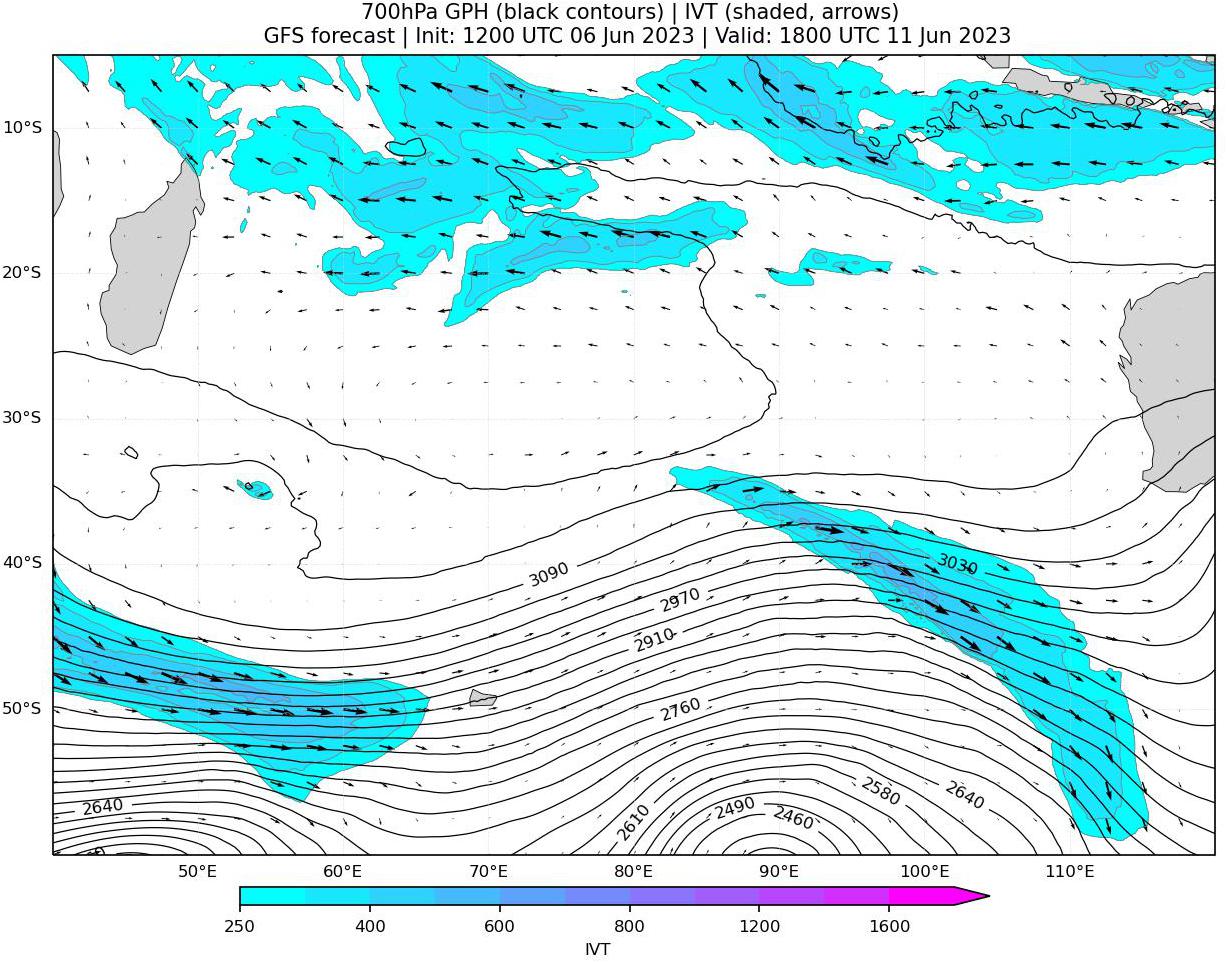 700hPa GPH (black contours) | IVT (shaded, arrows)
GFS forecast | Init: 1200 UTC 06 Jun 2023 | Valid: 1800 UTC 11 Jun 2023
10°S
20°S
30°S
40°S
50°S
3090
3030
2970
2910
2760
2640
2610
2490
2460
2580
2640
50°E
60°E
70°E
80°E
90°E
100°E
110°E
250
400
600
800
1200
1600
IVT